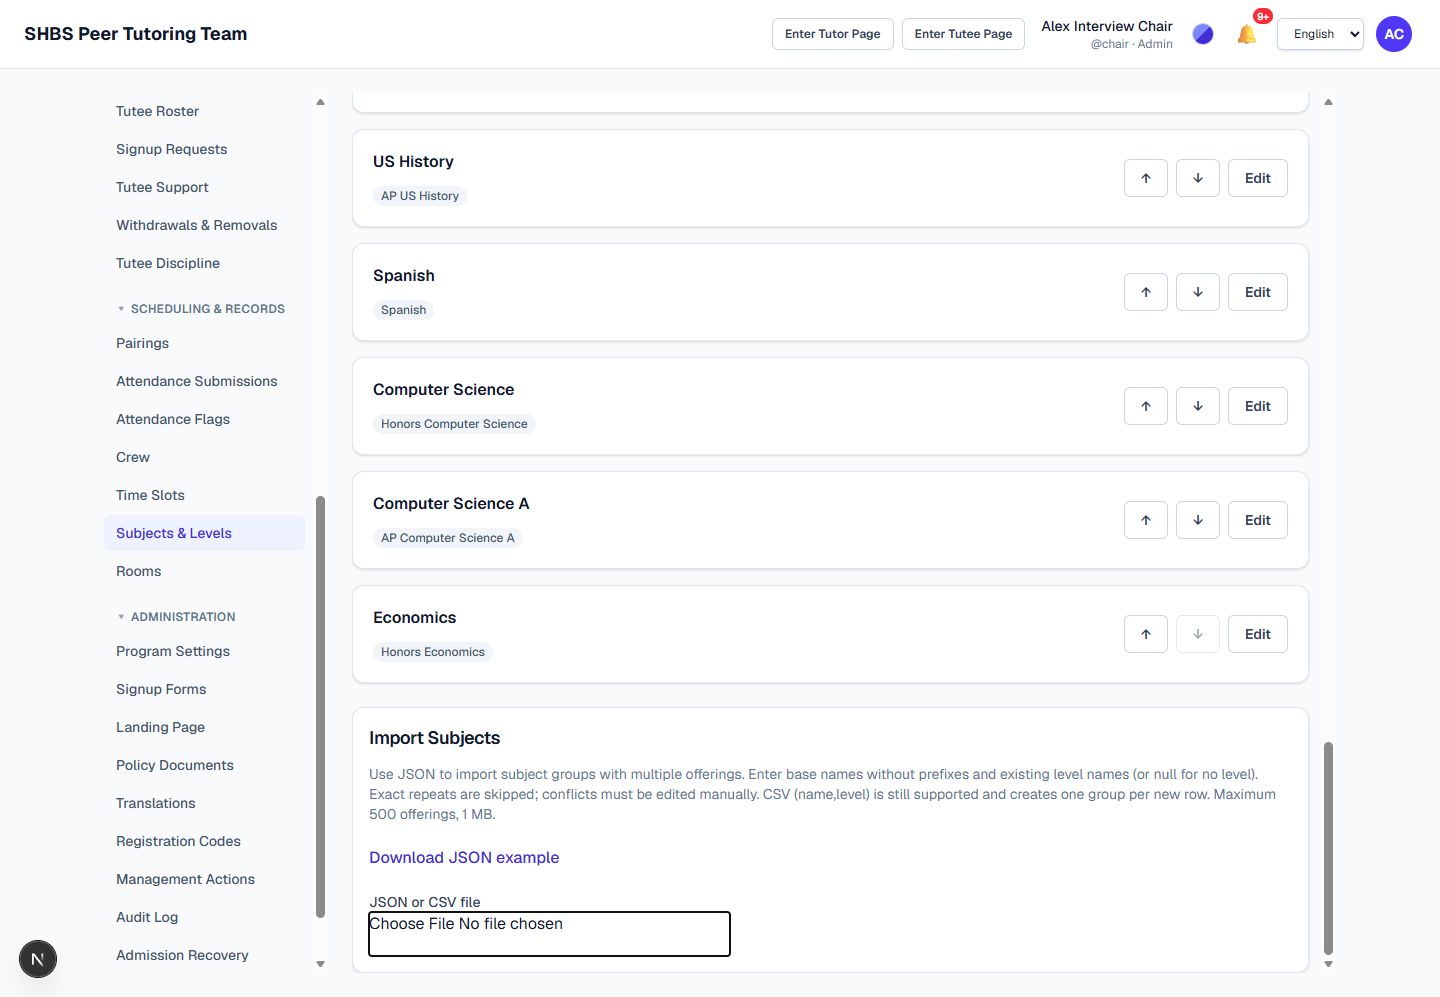 SHBS Peer Tutoring Team
Enter Tutor Page
Enter Tutee Page
Alex Interview Chair
@chair · Admin
9+
English
AC
Tutee Roster
Signup Requests
Tutee Support
Withdrawals & Removals
Tutee Discipline
SCHEDULING & RECORDS
Pairings
Attendance Submissions
Attendance Flags
Crew
Time Slots
Subjects & Levels
Rooms
ADMINISTRATION
Program Settings
Signup Forms
Landing Page
Policy Documents
Translations
Registration Codes
Management Actions
Audit Log
Admission Recovery
N
US History
AP US History
↑
↓
Edit
Spanish
Spanish
↑
↓
Edit
Computer Science
Honors Computer Science
↑
↓
Edit
Computer Science A
AP Computer Science A
↑
↓
Edit
Economics
Honors Economics
↑
↓
Edit
Import Subjects
Use JSON to import subject groups with multiple offerings. Enter base names without prefixes and existing level names (or null for no level).
Exact repeats are skipped; conflicts must be edited manually. CSV (name,level) is still supported and creates one group per new row. Maximum
500 offerings, 1 MB.
Download JSON example
JSON or CSV file
Choose File No file chosen